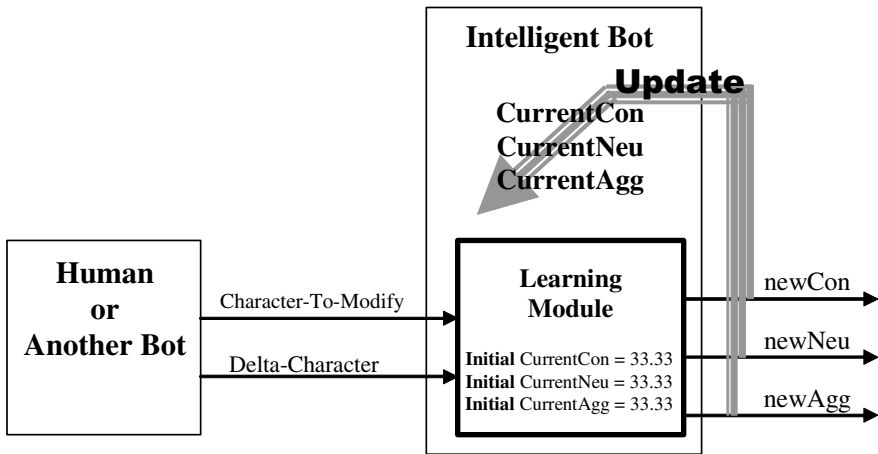 Intelligent Bot
Update
CurrentCon
CurrentNeu
CurrentAgg
Human
or
Another Bot
Character-To-Modify
Delta-Character
Learning
Module
Initial CurrentCon = 33.33
Initial CurrentNeu = 33.33
Initial CurrentAgg = 33.33
newCon
newNeu
newAgg